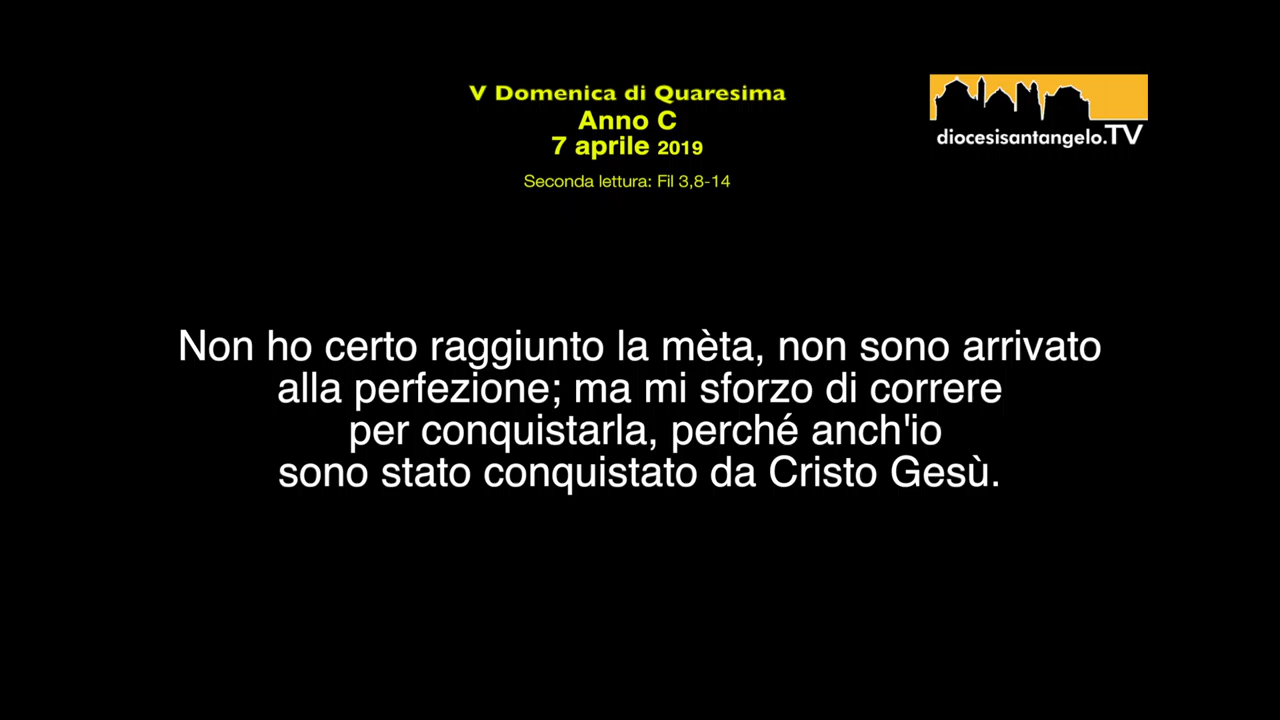 V Domenica di Quaresima
Anno C
7 aprile 2019
Seconda lettura: Fil 3,8-14
diocesisantangelo.TV
Non ho certo raggiunto la mèta, non sono arrivato
alla perfezione; ma mi sforzo di correre
per conquistarla, perché anch'io
sono stato conquistato da Cristo Gesù.